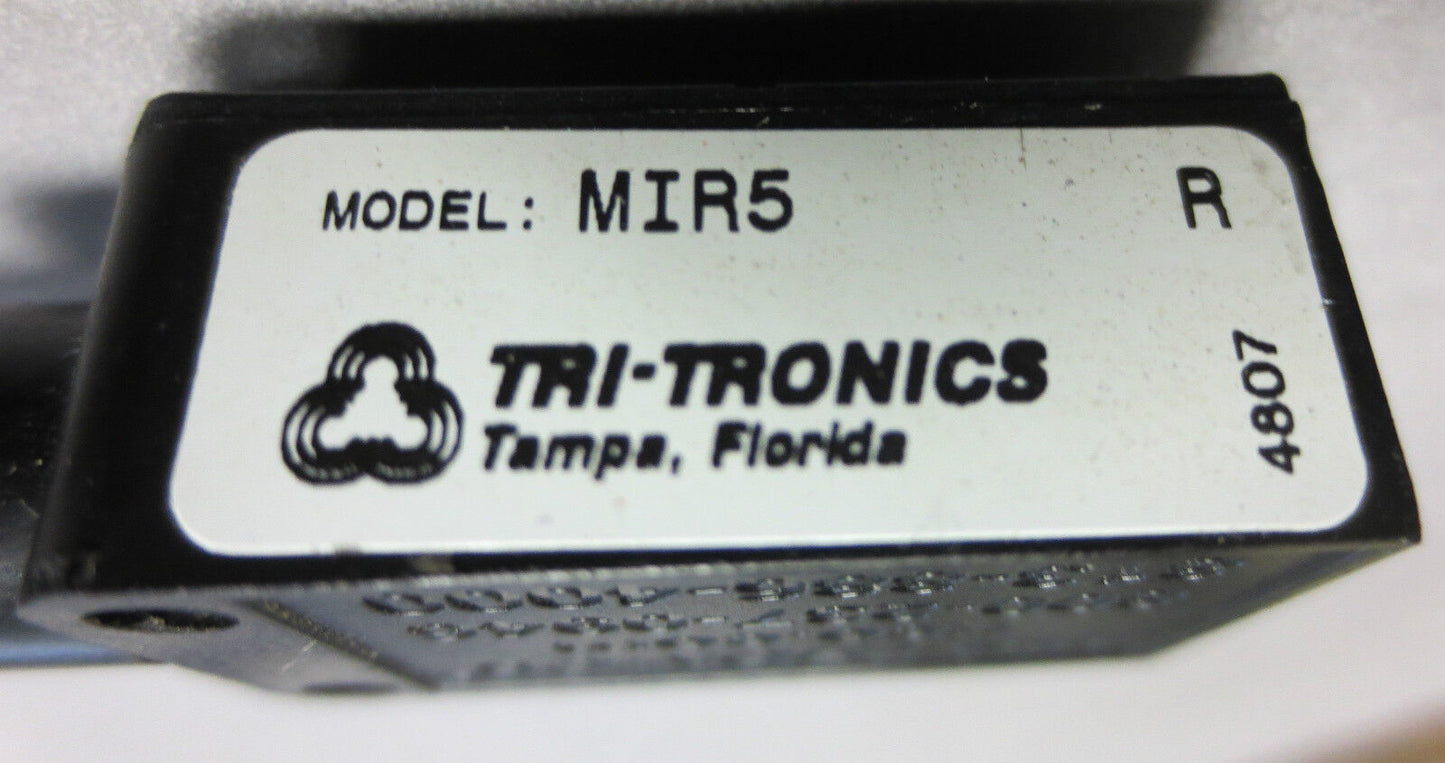 MODEL: MIR5 R
TRI-TRONICS
Tampa, Florida
4807